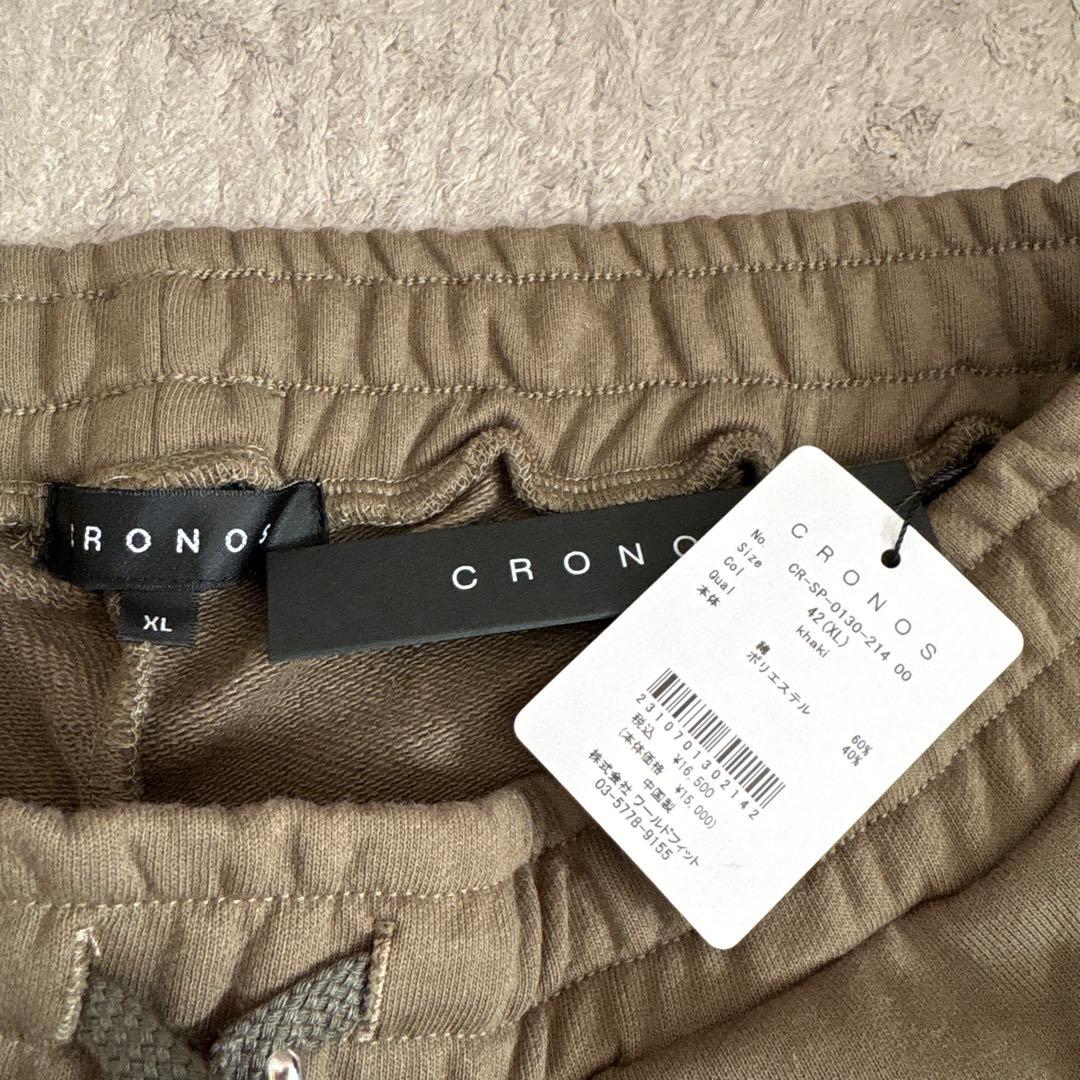 CRONOS
XL
CRONO
CRONOS
No. CR-SP-0130-214 00
Size 42(XL)
Col khaki
Qual
本体 綿 60%
ポリエステル 40%
2310701302142
税込 ¥16,500
(本体価格 ¥15,000)
中国製
株式会社 ワールドフィット
03-5778-9155